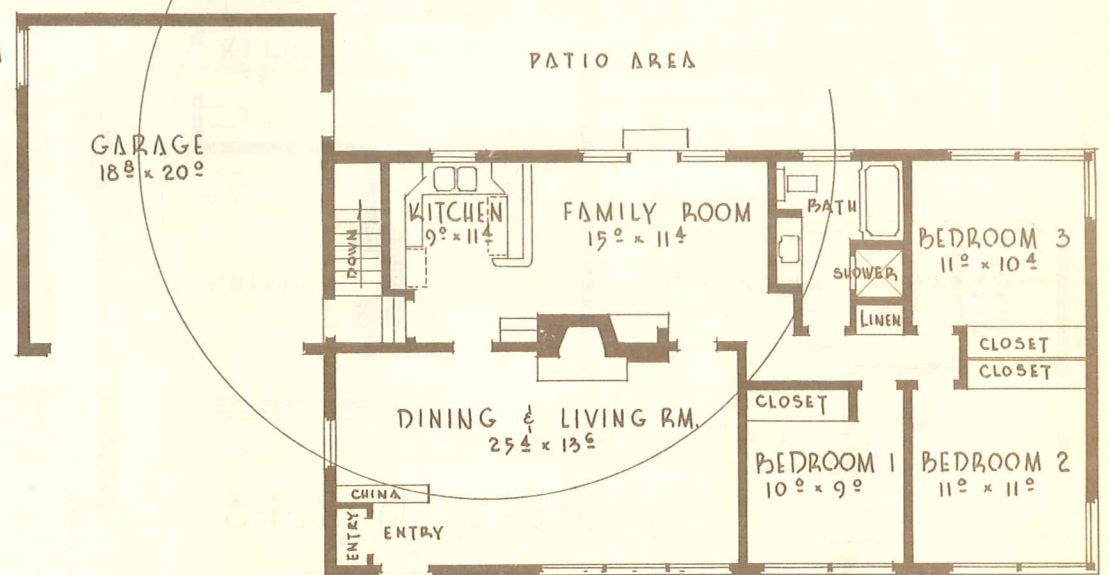 PATIO AREA
GARAGE
18⁸ x 20⁰
KITCHEN
9⁰ x 11⁴
FAMILY ROOM
15⁰ x 11⁴
BATH
BEDROOM 3
11⁰ x 10⁴
DOWN
SHOWER
LINEN
CLOSET
CLOSET
CLOSET
DINING & LIVING RM.
25⁴ x 13⁶
BEDROOM 1
10⁰ x 9⁰
BEDROOM 2
11⁰ x 11⁰
CHINA
ENTRY
ENTRY